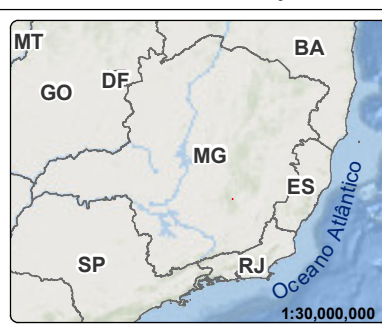 MT
BA
DF
GO
MG
ES
Oceano Atlântico
SP
RJ
1:30,000,000